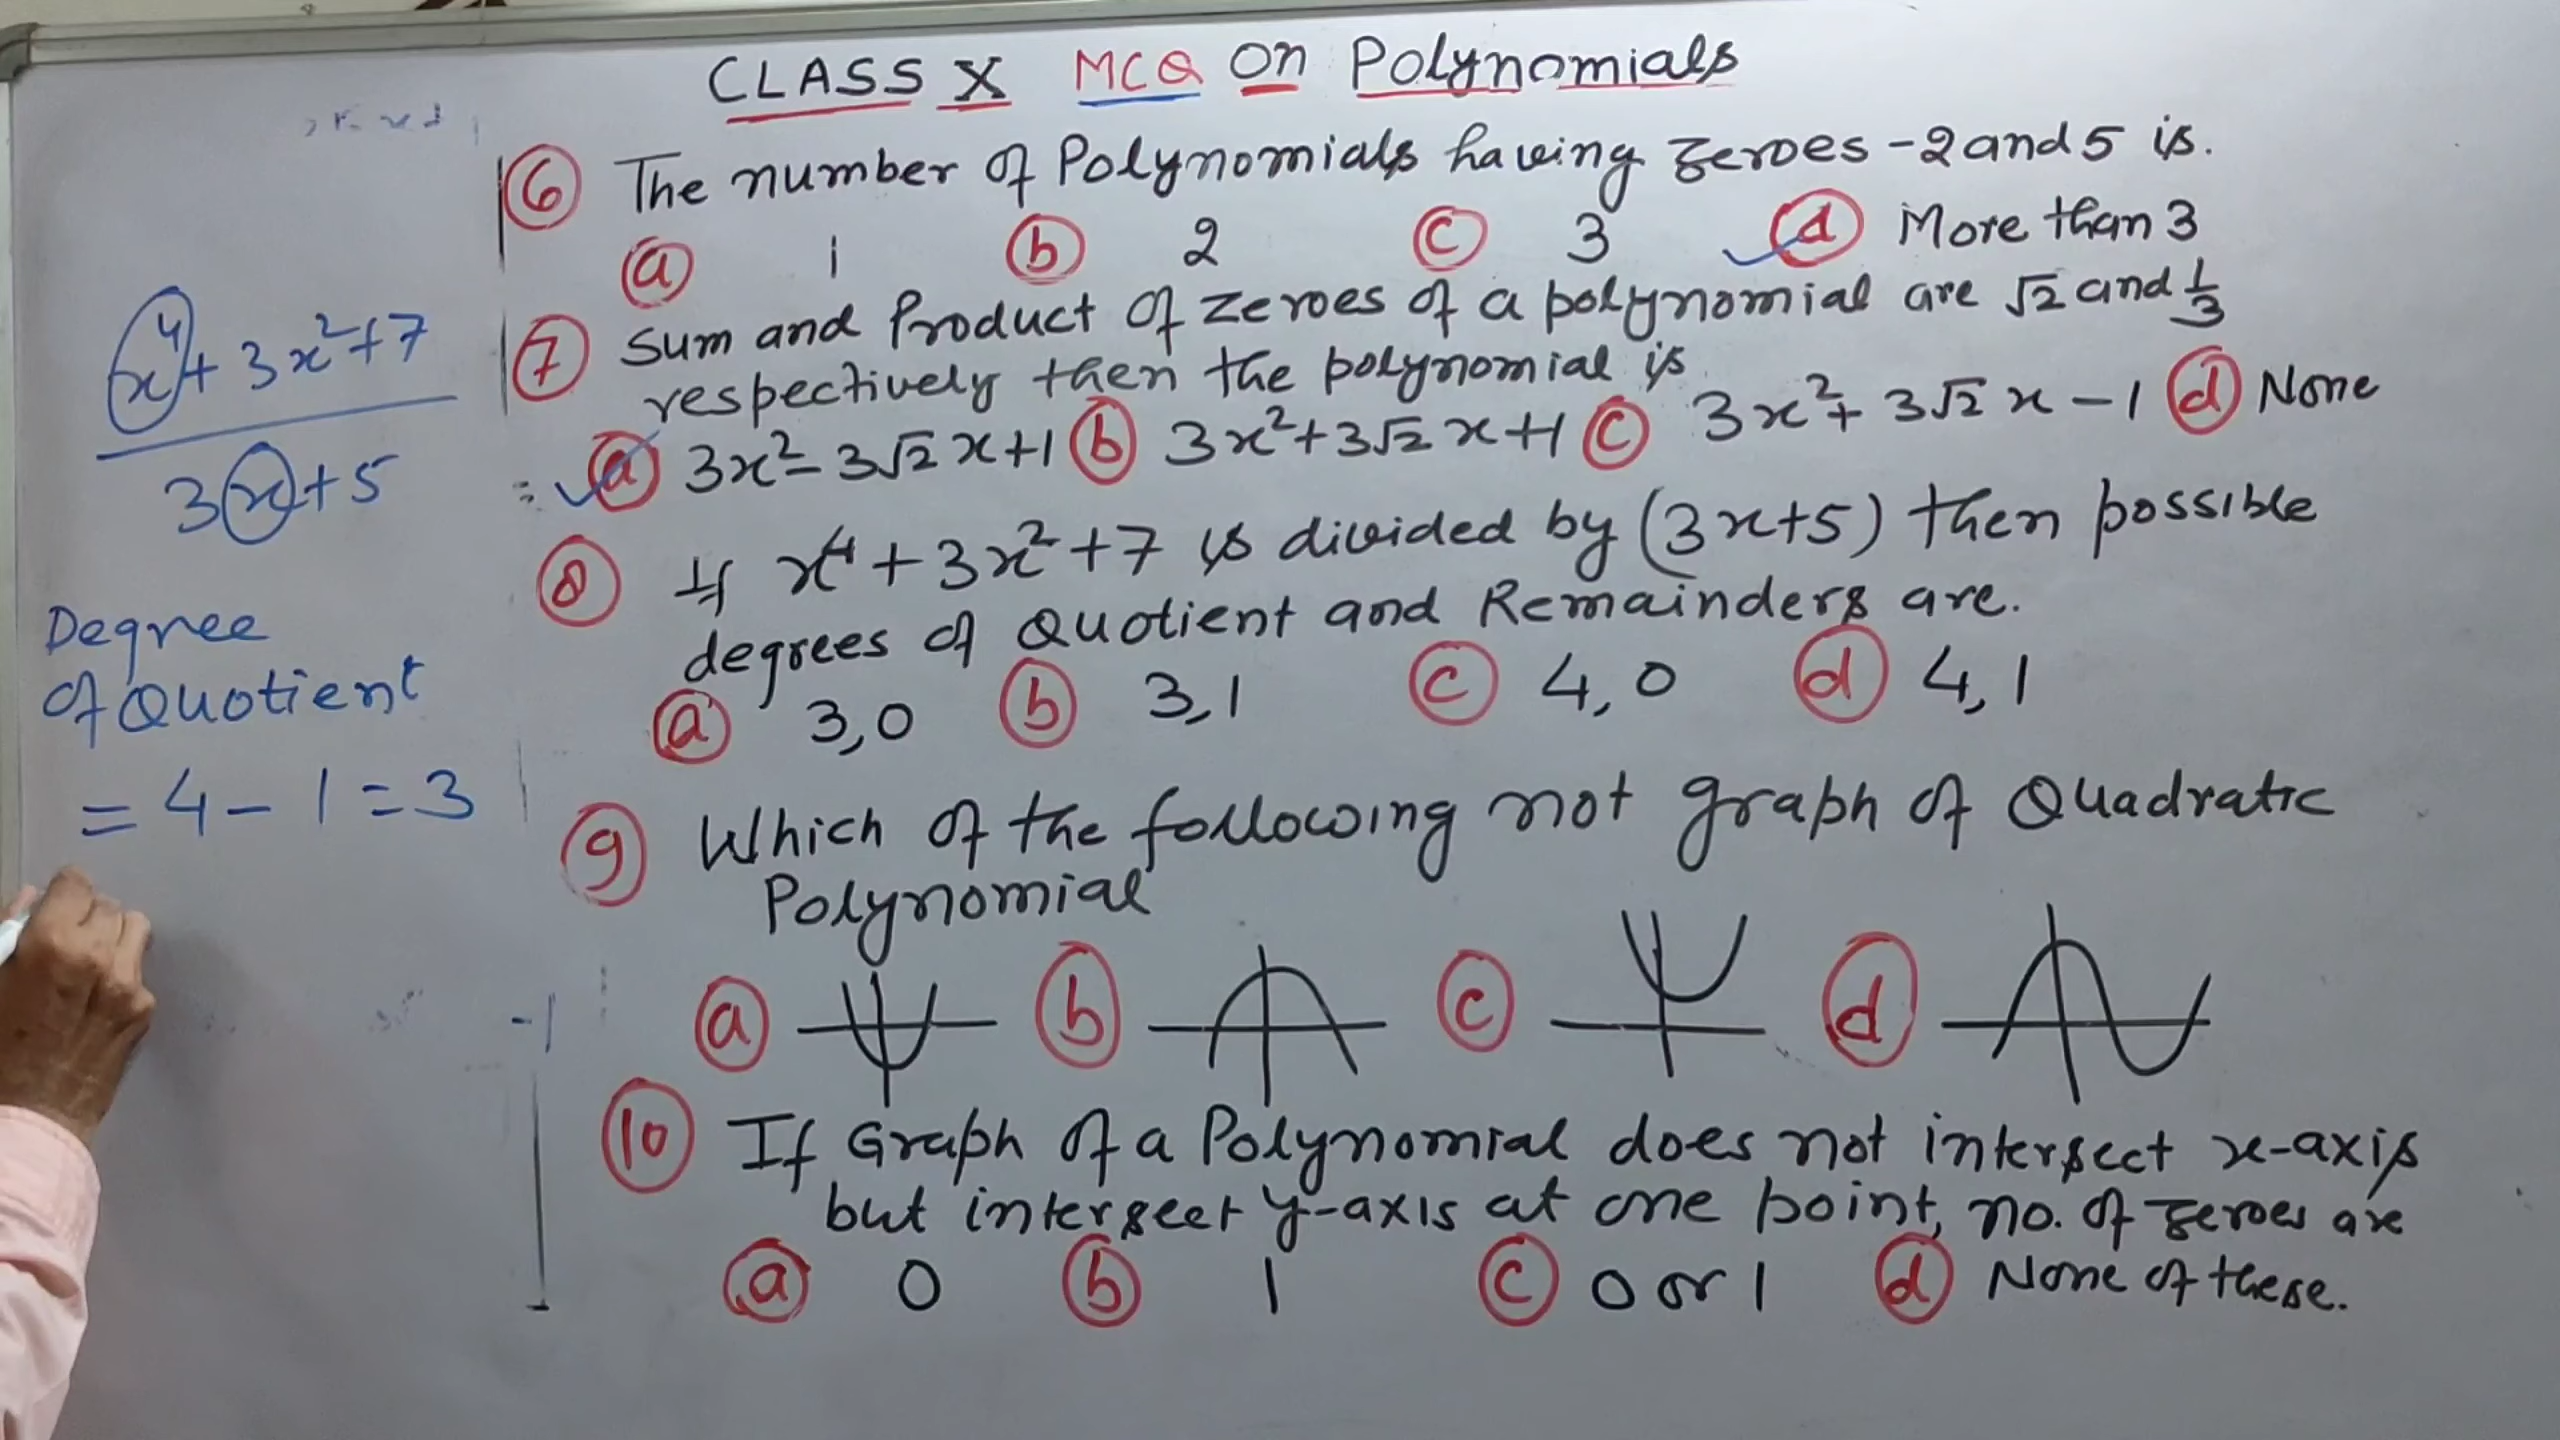 CLASS X MCQ on Polynomials
6 The number of Polynomials having zeroes -2 and 5 is.
a 1 b 2 c 3 d More than 3
7 Sum and Product of zeroes of a polynomial are √2 and 1/3
respectively then the polynomial is
a 3x²-3√2x+1 b 3x²+3√2x+1 c 3x²+3√2x-1 d None
8 If x⁴+3x²+7 is divided by (3x+5) then possible
degrees of Quotient and Remainders are.
a 3,0 b 3,1 c 4,0 d 4,1
9 Which of the following not graph of Quadratic
Polynomial
a b c d
10 If Graph of a Polynomial does not intersect x-axis
but intersect y-axis at one point, no. of zeroes are
a 0 b 1 c 0 or 1 d None of these.
x⁴+3x²+7
3x+5
Degree
of Quotient
= 4-1=3
-1